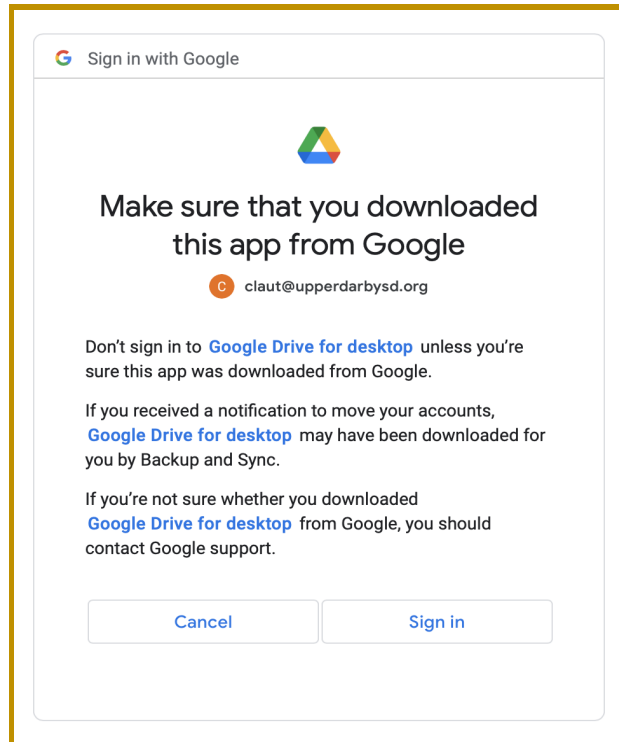 Sign in with Google
Make sure that you downloaded
this app from Google
C claut@upperdarbysd.org
Don’t sign in to Google Drive for desktop unless you’re
sure this app was downloaded from Google.
If you received a notification to move your accounts,
Google Drive for desktop may have been downloaded for
you by Backup and Sync.
If you’re not sure whether you downloaded
Google Drive for desktop from Google, you should
contact Google support.
Cancel Sign in